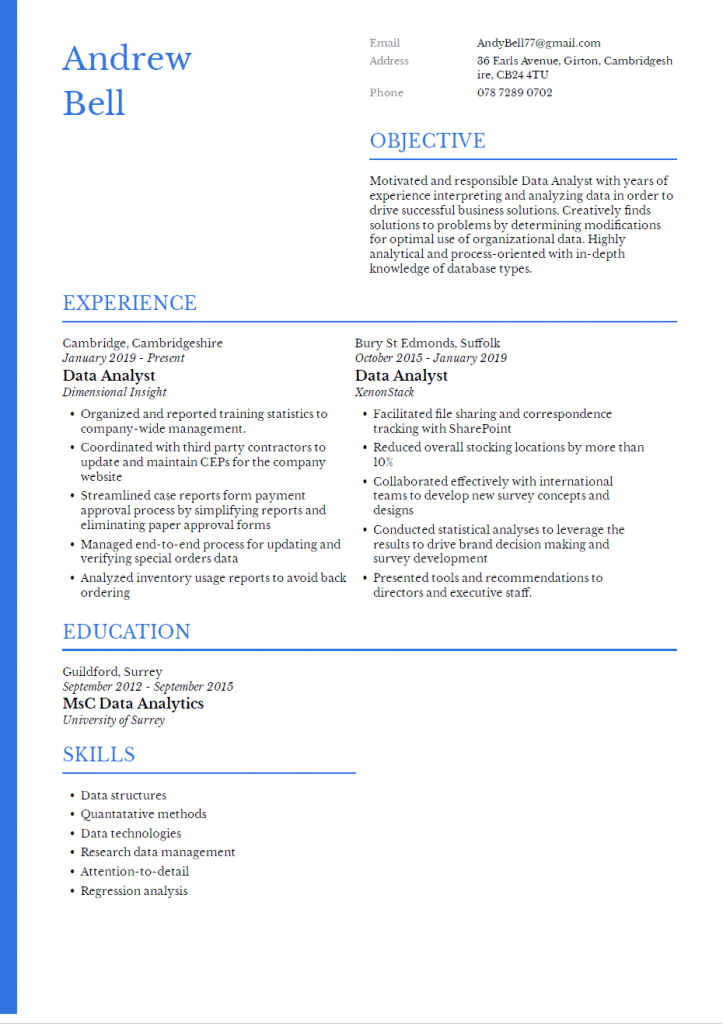 Andrew
Bell
Email AndyBell77@gmail.com
Address 36 Earls Avenue, Girton, Cambridgesh
ire, CB24 4TU
Phone 078 7289 0702
OBJECTIVE
Motivated and responsible Data Analyst with years of
experience interpreting and analyzing data in order to
drive successful business solutions. Creatively finds
solutions to problems by determining modifications
for optimal use of organizational data. Highly
analytical and process-oriented with in-depth
knowledge of database types.
EXPERIENCE
Cambridge, Cambridgeshire
January 2019 - Present
Data Analyst
Dimensional Insight
• Organized and reported training statistics to
company-wide management.
• Coordinated with third party contractors to
update and maintain CEPs for the company
website
• Streamlined case reports form payment
approval process by simplifying reports and
eliminating paper approval forms
• Managed end-to-end process for updating and
verifying special orders data
• Analyzed inventory usage reports to avoid back
ordering
Bury St Edmonds, Suffolk
October 2015 - January 2019
Data Analyst
XenonStack
• Facilitated file sharing and correspondence
tracking with SharePoint
• Reduced overall stocking locations by more than
10%
• Collaborated effectively with international
teams to develop new survey concepts and
designs
• Conducted statistical analyses to leverage the
results to drive brand decision making and
survey development
• Presented tools and recommendations to
directors and executive staff.
EDUCATION
Guildford, Surrey
September 2012 - September 2015
MsC Data Analytics
University of Surrey
SKILLS
• Data structures
• Quantatative methods
• Data technologies
• Research data management
• Attention-to-detail
• Regression analysis